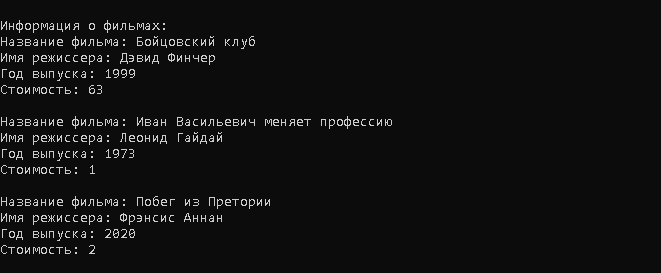 Информация о фильмах:
Название фильма: Бойцовский клуб
Имя режиссера: Дэвид Финчер
Год выпуска: 1999
Стоимость: 63
Название фильма: Иван Васильевич меняет профессию
Имя режиссера: Леонид Гайдай
Год выпуска: 1973
Стоимость: 1
Название фильма: Побег из Претории
Имя режиссера: Фрэнсис Аннан
Год выпуска: 2020
Стоимость: 2